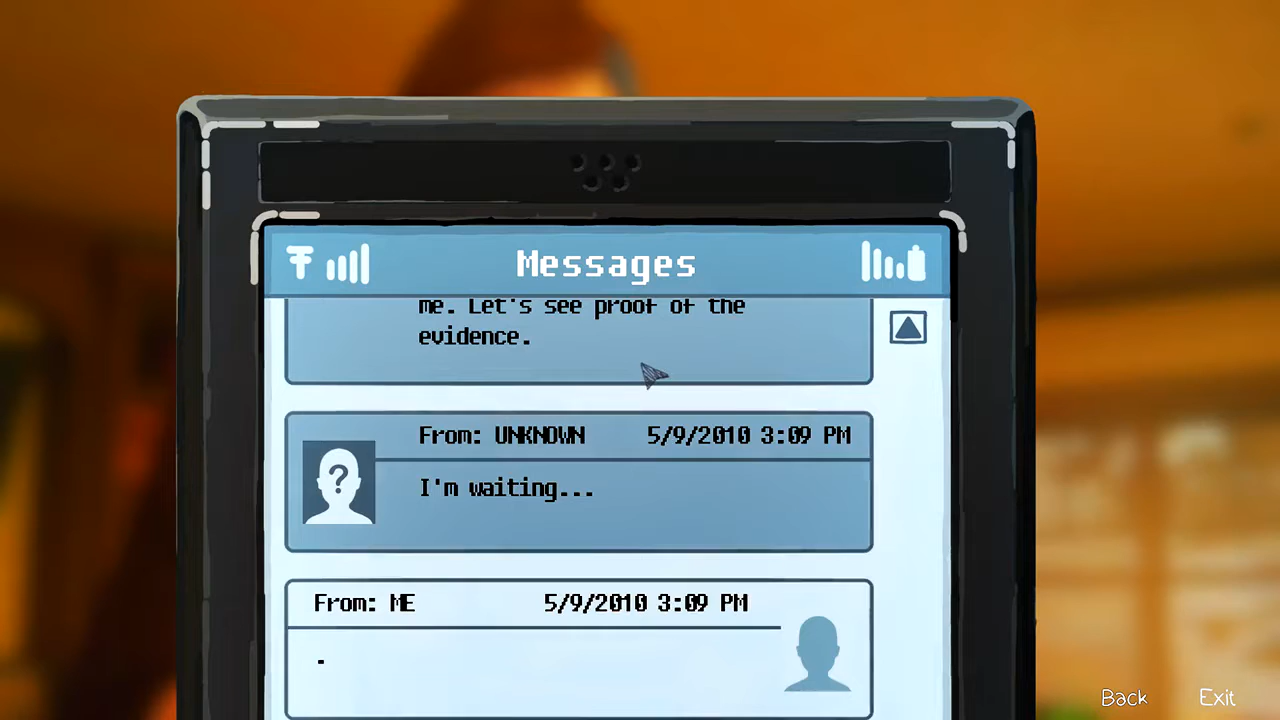 Messages
me. Let's see proof of the
evidence.
From: UNKNOWN 5/9/2010 3:09 PM
?
I'm waiting...
From: ME 5/9/2010 3:09 PM
.
Back Exit